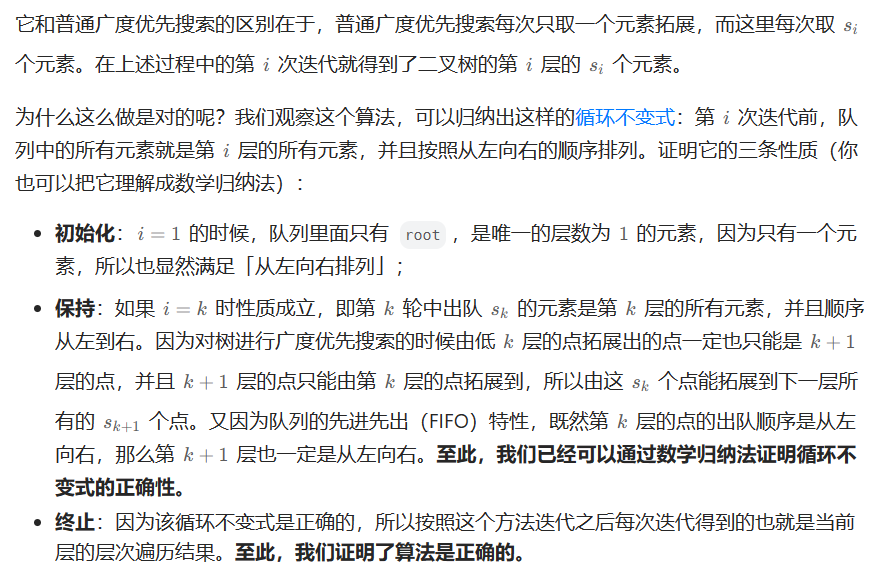 它和普通广度优先搜索的区别在于，普通广度优先搜索每次只取一个元素拓展，而这里每次取 sᵢ
个元素。在上述过程中的第 i 次迭代就得到了二叉树的第 i 层的 sᵢ 个元素。
为什么这么做是对的呢？我们观察这个算法，可以归纳出这样的循环不变式：第 i 次迭代前，队
列中的所有元素就是第 i 层的所有元素，并且按照从左向右的顺序排列。证明它的三条性质（你
也可以把它理解成数学归纳法）：
• 初始化：i = 1 的时候，队列里面只有 root ，是唯一的层数为 1 的元素，因为只有一个元
素，所以也显然满足「从左向右排列」；
• 保持：如果 i = k 时性质成立，即第 k 轮中出队 sₖ 的元素是第 k 层的所有元素，并且顺序
从左到右。因为对树进行广度优先搜索的时候由低 k 层的点拓展出的点一定也只能是 k + 1
层的点，并且 k + 1 层的点只能由第 k 层的点拓展到，所以由这 sₖ 个点能拓展到下一层所
有的 sₖ₊₁ 个点。又因为队列的先进先出（FIFO）特性，既然第 k 层的点的出队顺序是从左
向右，那么第 k + 1 层也一定是从左向右。至此，我们已经可以通过数学归纳法证明循环不
变式的正确性。
• 终止：因为该循环不变式是正确的，所以按照这个方法迭代之后每次迭代得到的也就是当前
层的层次遍历结果。至此，我们证明了算法是正确的。